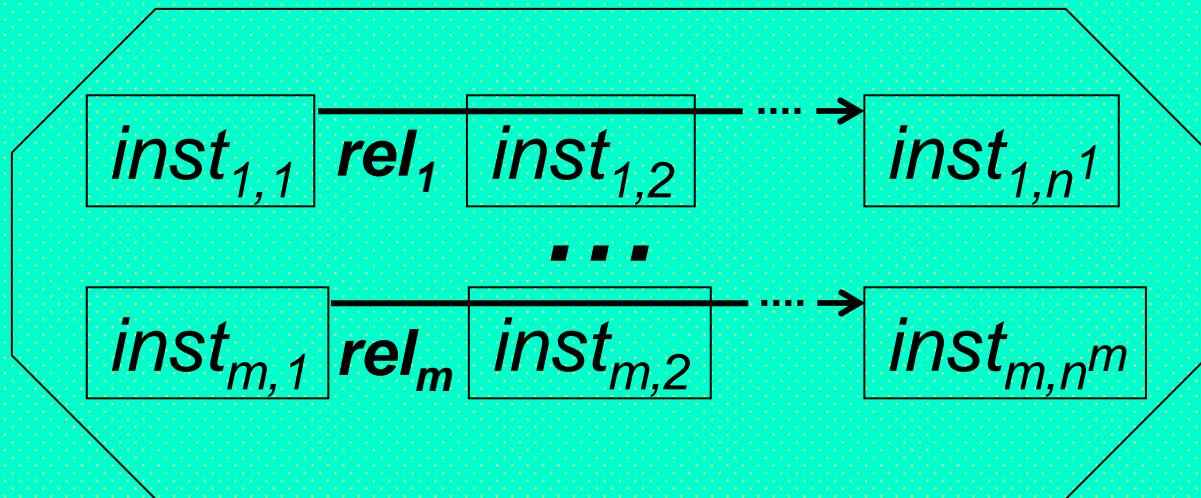 inst₁,₁ rel₁ inst₁,₂ .... inst₁,ₙ1
...
instₘ,₁ relₘ instₘ,₂ .... instₘ,ₙm